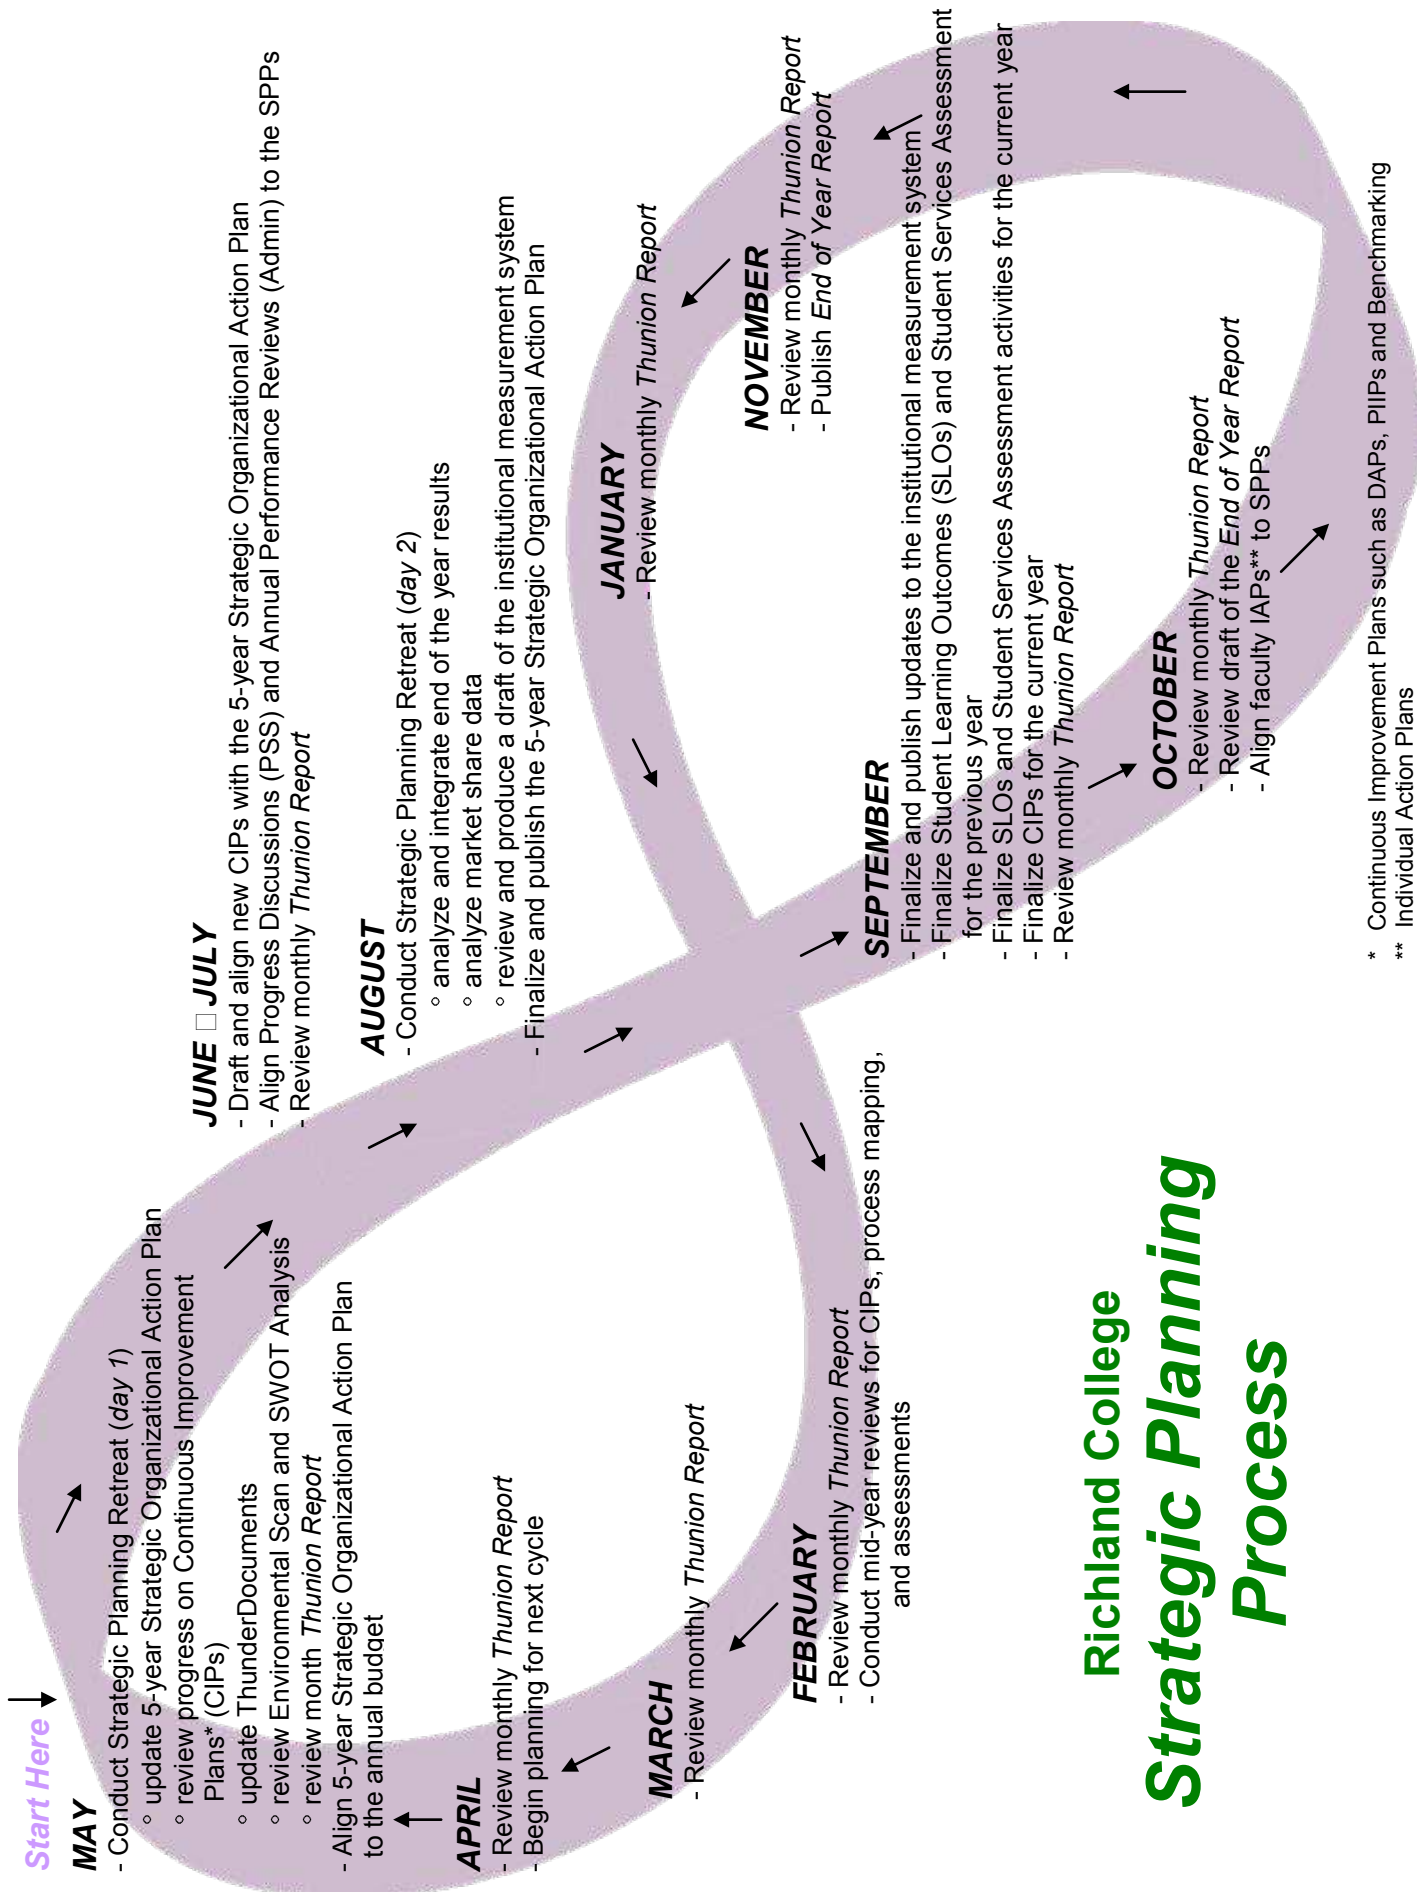 Start Here
MAY
- Conduct Strategic Planning Retreat (day 1)
° update 5-year Strategic Organizational Action Plan
° review progress on Continuous Improvement
Plans* (CIPs)
° update ThunderDocuments
° review Environmental Scan and SWOT Analysis
° review month Thunion Report
- Align 5-year Strategic Organizational Action Plan
to the annual budget
JUNE □ JULY
- Draft and align new CIPs with the 5-year Strategic Organizational Action Plan
- Align Progress Discussions (PSS) and Annual Performance Reviews (Admin) to the SPPs
- Review monthly Thunion Report
AUGUST
- Conduct Strategic Planning Retreat (day 2)
° analyze and integrate end of the year results
° analyze market share data
° review and produce a draft of the institutional measurement system
- Finalize and publish the 5-year Strategic Organizational Action Plan
SEPTEMBER
- Finalize and publish updates to the institutional measurement system
- Finalize Student Learning Outcomes (SLOs) and Student Services Assessment
for the previous year
- Finalize SLOs and Student Services Assessment activities for the current year
- Finalize CIPs for the current year
- Review monthly Thunion Report
OCTOBER
- Review monthly Thunion Report
- Review draft of the End of Year Report
- Align faculty IAPs** to SPPs
NOVEMBER
- Review monthly Thunion Report
- Publish End of Year Report
JANUARY
- Review monthly Thunion Report
FEBRUARY
- Review monthly Thunion Report
- Conduct mid-year reviews for CIPs, process mapping,
and assessments
MARCH
- Review monthly Thunion Report
APRIL
- Review monthly Thunion Report
- Begin planning for next cycle
Richland College
Strategic Planning
Process
* Continuous Improvement Plans such as DAPs, PIIPs and Benchmarking
** Individual Action Plans